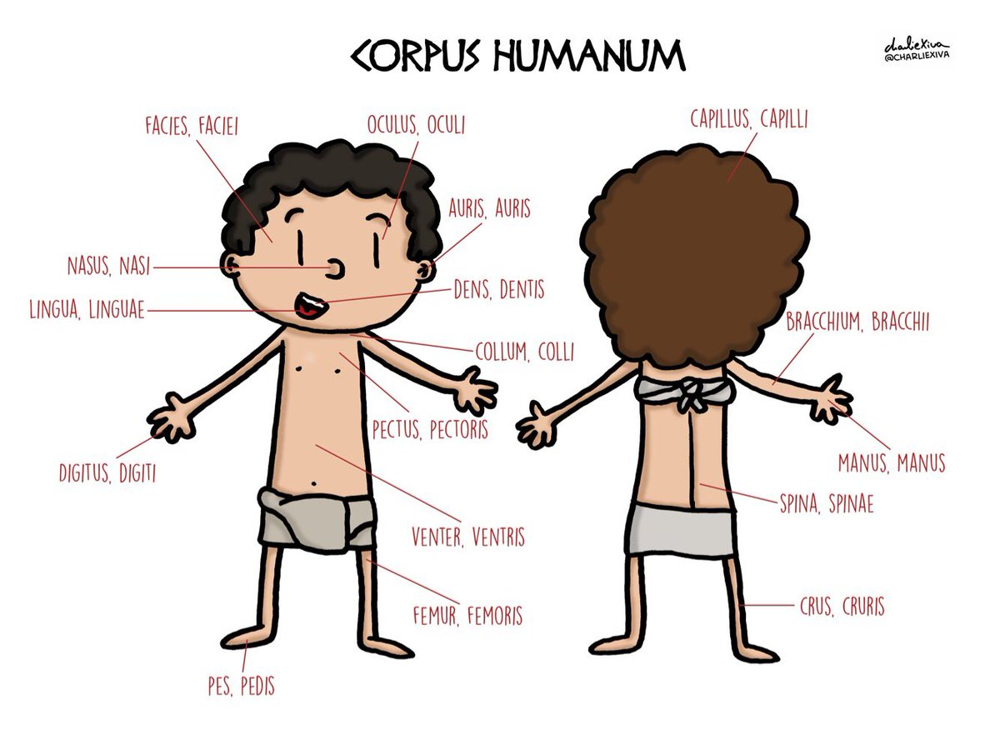 CORPUS HUMANUM
charliexiva
@CHARLIEXIVA
FACIES, FACIEI
OCULUS, OCULI
CAPILLUS, CAPILLI
AURIS, AURIS
NASUS, NASI
DENS, DENTIS
LINGUA, LINGUAE
BRACCHIUM, BRACCHII
COLLUM, COLLI
PECTUS, PECTORIS
MANUS, MANUS
DIGITUS, DIGITI
SPINA, SPINAE
VENTER, VENTRIS
CRUS, CRURIS
FEMUR, FEMORIS
PES, PEDIS